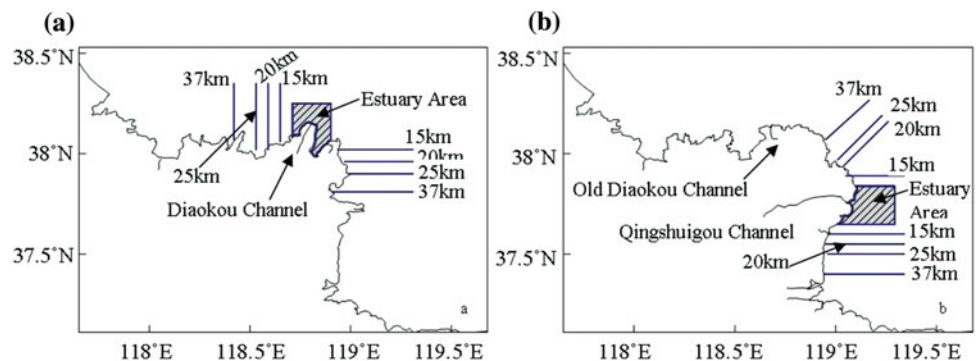 (a)
38.5°N
38°N
37.5°N
37km
20km
15km
Estuary Area
25km
15km
20km
25km
37km
Diaokou Channel
a
118°E
118.5°E
119°E
119.5°E
(b)
38.5°N
38°N
37.5°N
37km
25km
20km
15km
Old Diaokou Channel
Estuary
Area
Qingshuigou Channel
15km
20km
25km
37km
b
118°E
118.5°E
119°E
119.5°E